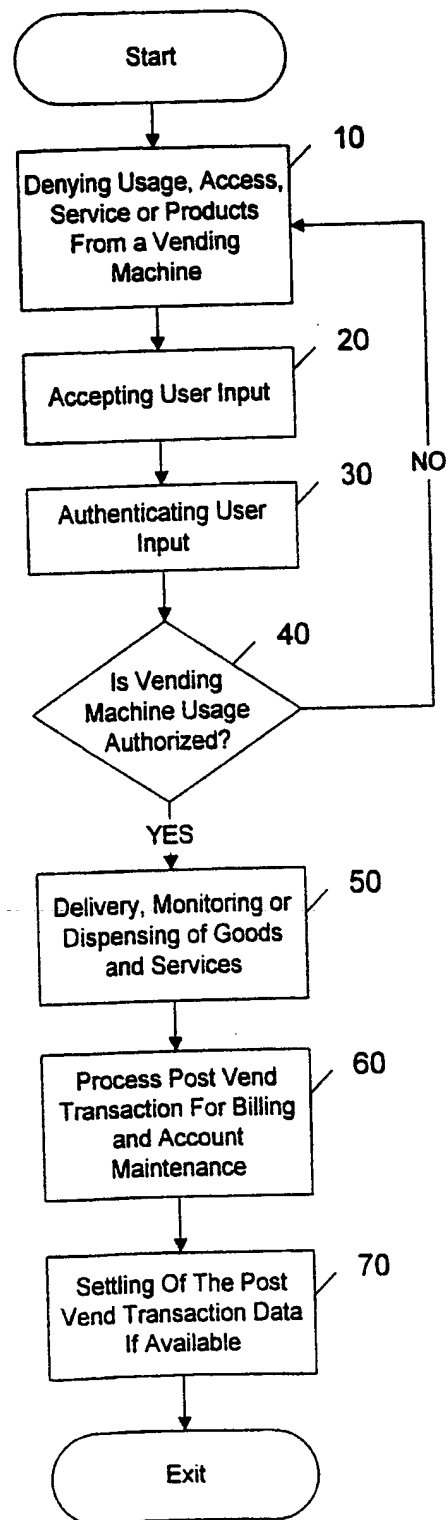 Start
10
Denying Usage, Access,
Service or Products
From a Vending
Machine
20
Accepting User Input
30
Authenticating User
Input
NO
40
Is Vending
Machine Usage
Authorized?
YES
50
Delivery, Monitoring or
Dispensing of Goods
and Services
60
Process Post Vend
Transaction For Billing
and Account
Maintenance
70
Settling Of The Post
Vend Transaction Data
If Available
Exit